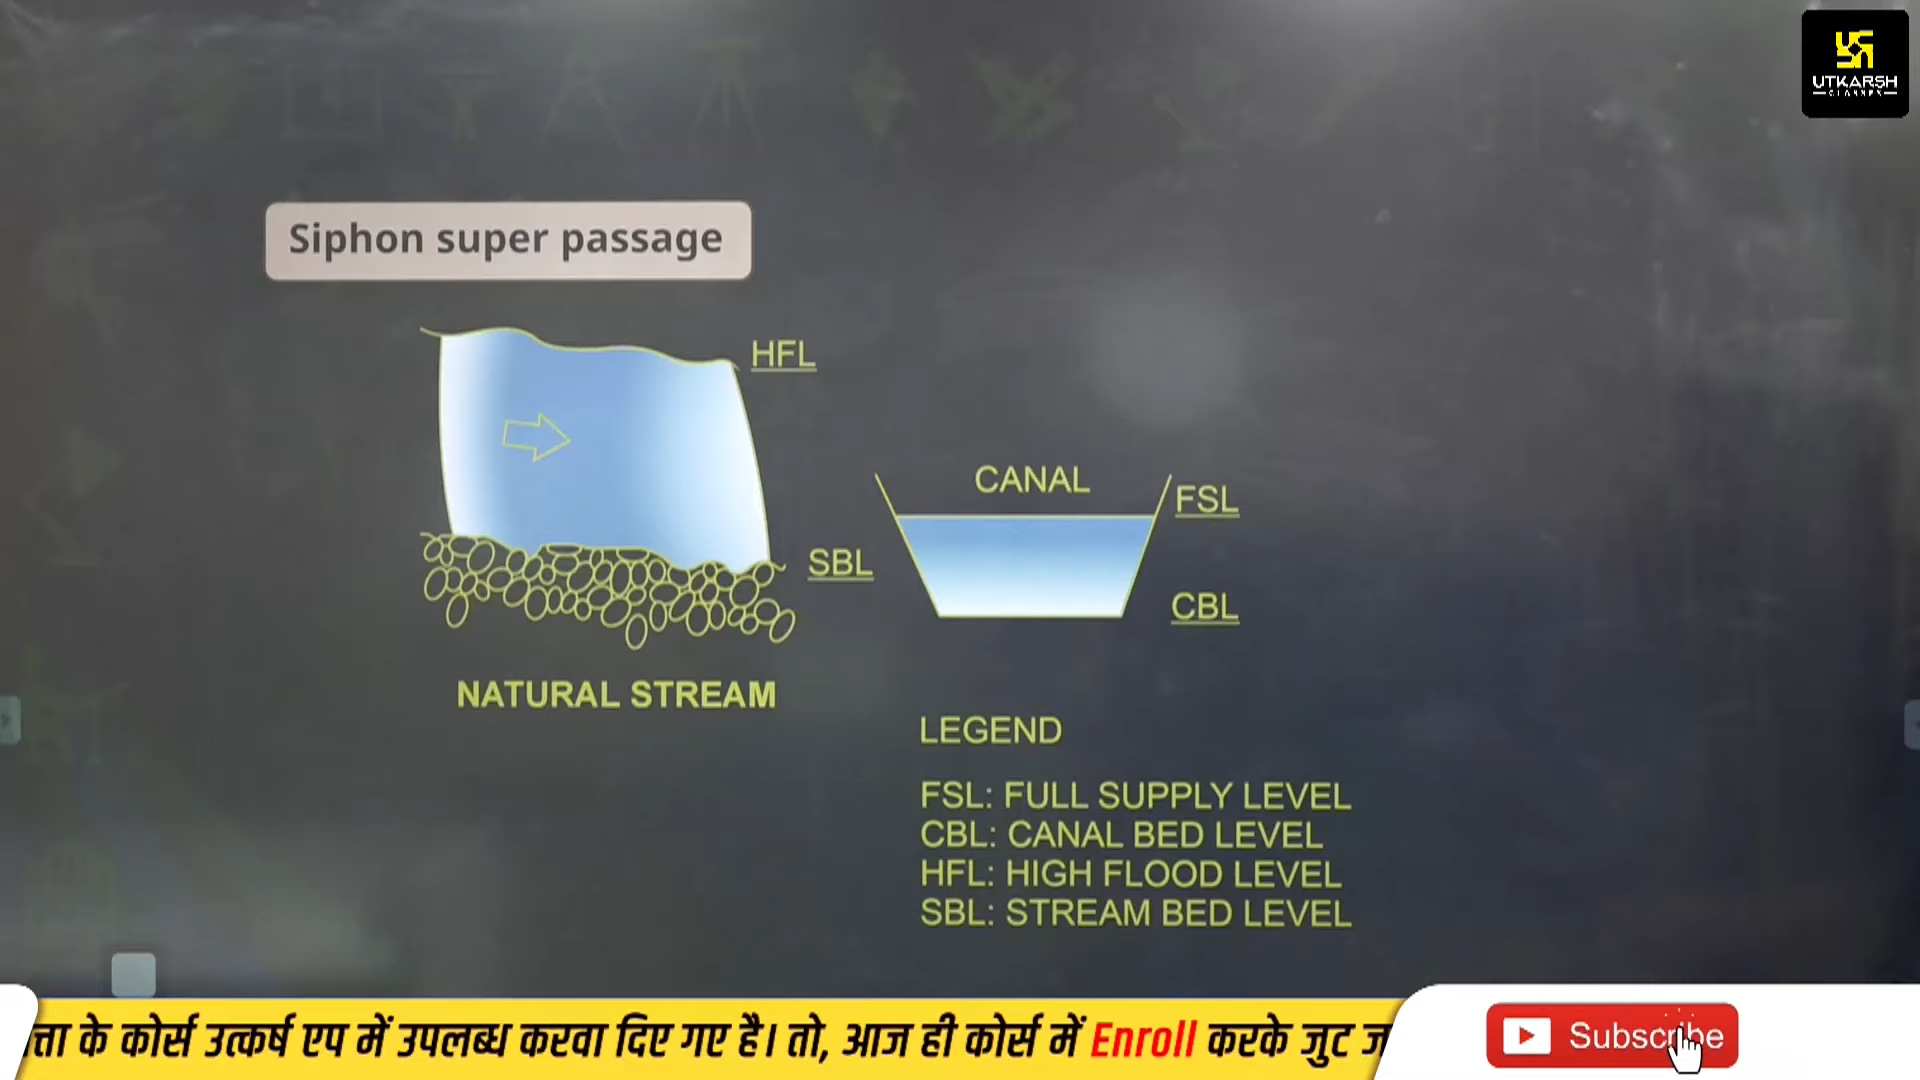 UTKARSH
CLASSES
Siphon super passage
HFL
CANAL
FSL
SBL
CBL
NATURAL STREAM
LEGEND
FSL: FULL SUPPLY LEVEL
CBL: CANAL BED LEVEL
HFL: HIGH FLOOD LEVEL
SBL: STREAM BED LEVEL
के कोर्स उत्कर्ष एप में उपलब्ध करवा दिए गए है। तो, आज ही कोर्स में Enroll करके जुट
Subscribe